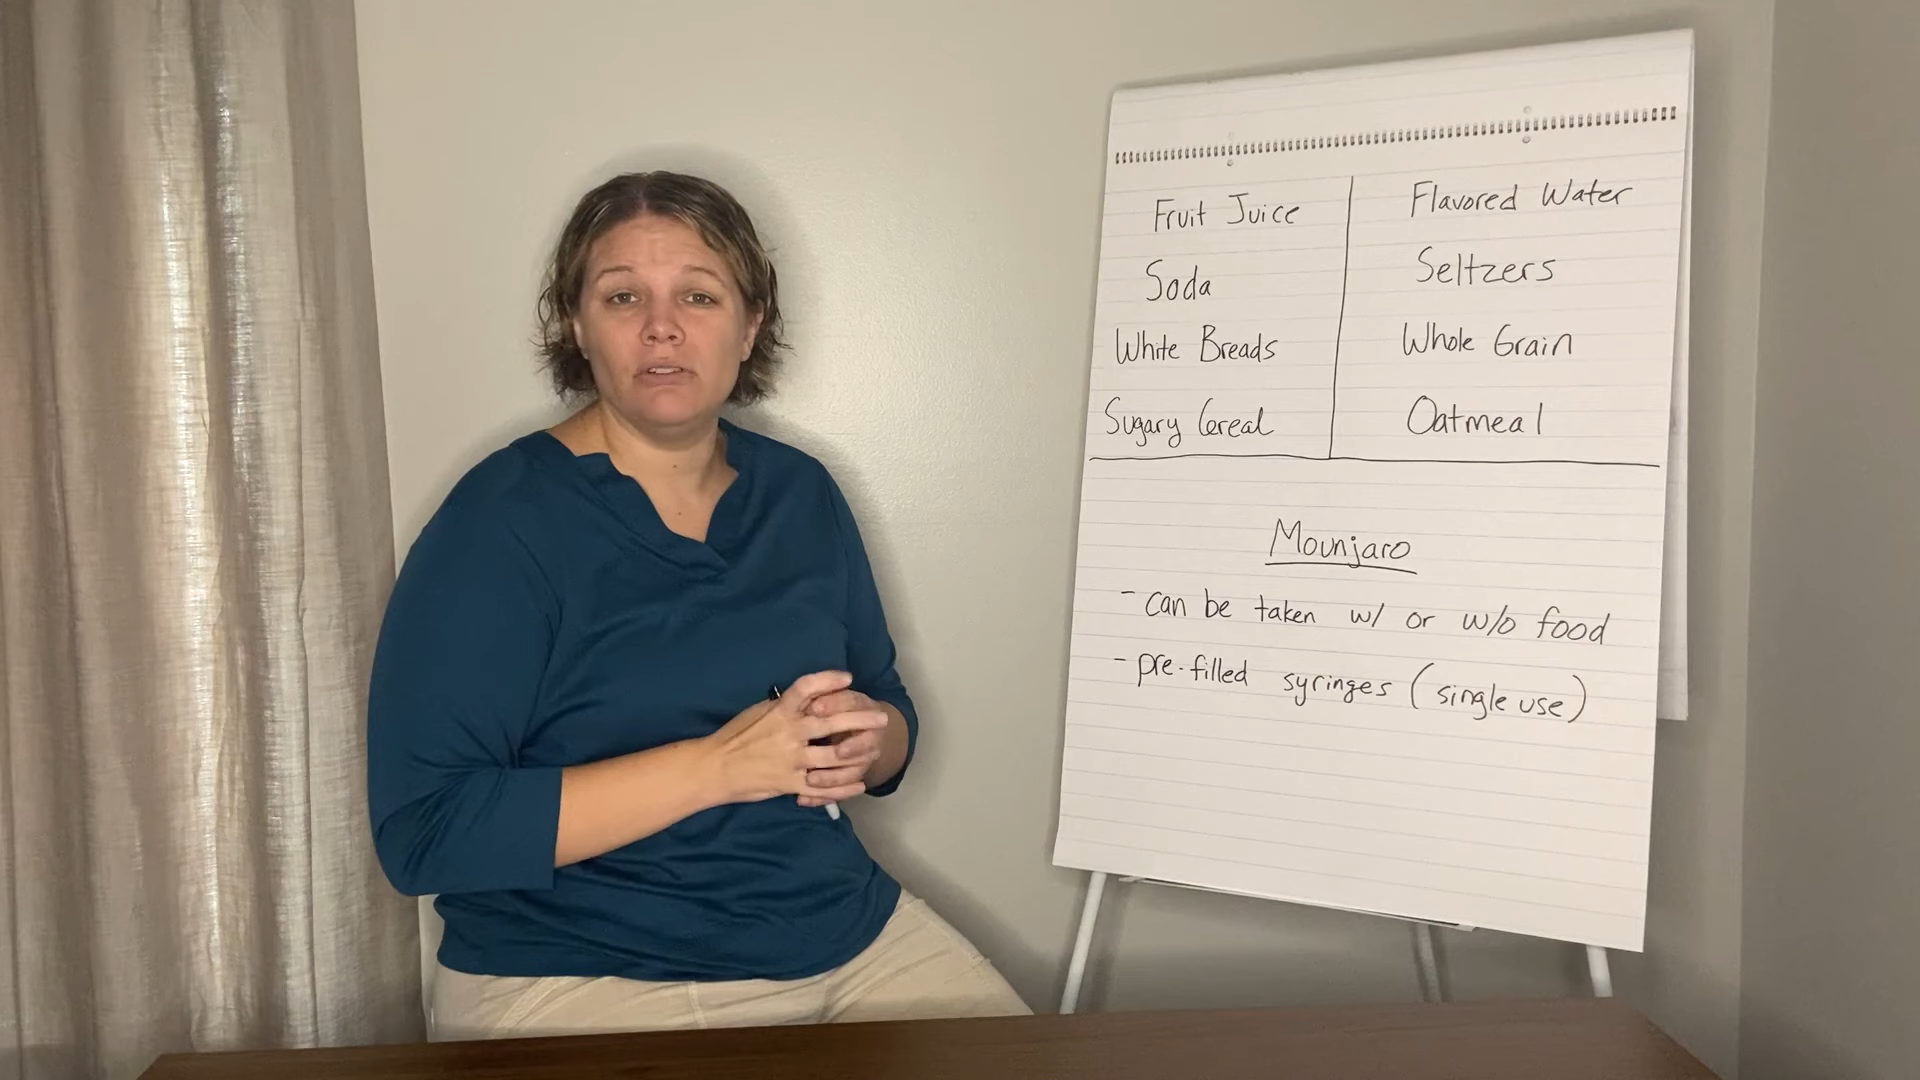 Fruit Juice
Flavored Water
Soda
Seltzers
White Breads
Whole Grain
Sugary Cereal
Oatmeal
Mounjaro
- can be taken w/ or w/o food
- pre-filled syringes (single use)